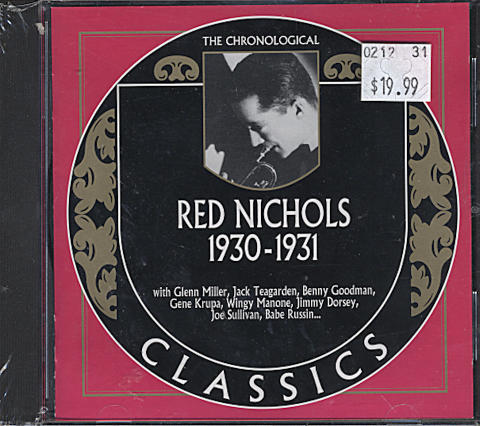 THE CHRONOLOGICAL
0212 31
$19.99
RED NICHOLS
1930-1931
with Glenn Miller, Jack Teagarden, Benny Goodman,
Gene Krupa, Wingy Manone, Jimmy Dorsey,
Joe Sullivan, Babe Russin...
CLASSICS